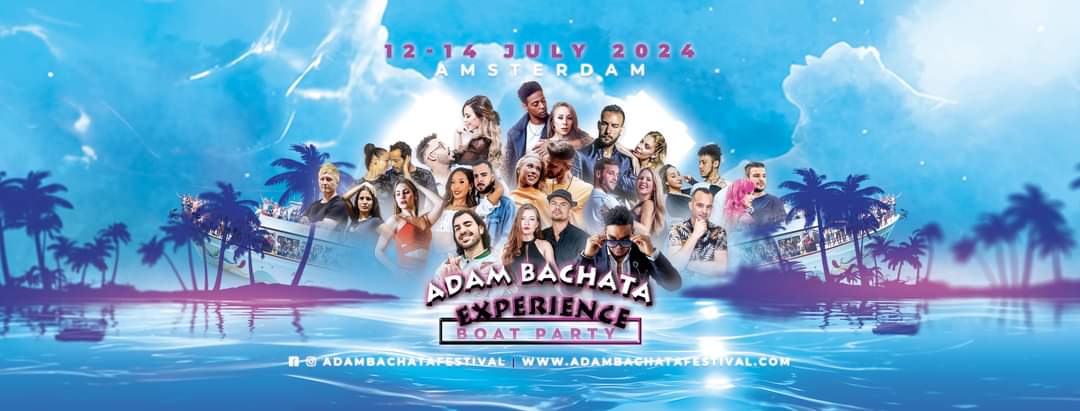 12-14 JULY 2024
AMSTERDAM
ADAM BACHATA
EXPERIENCE
BOAT PARTY
ADAMBACHATAFESTIVAL | WWW.ADAMBACHATAFESTIVAL.COM